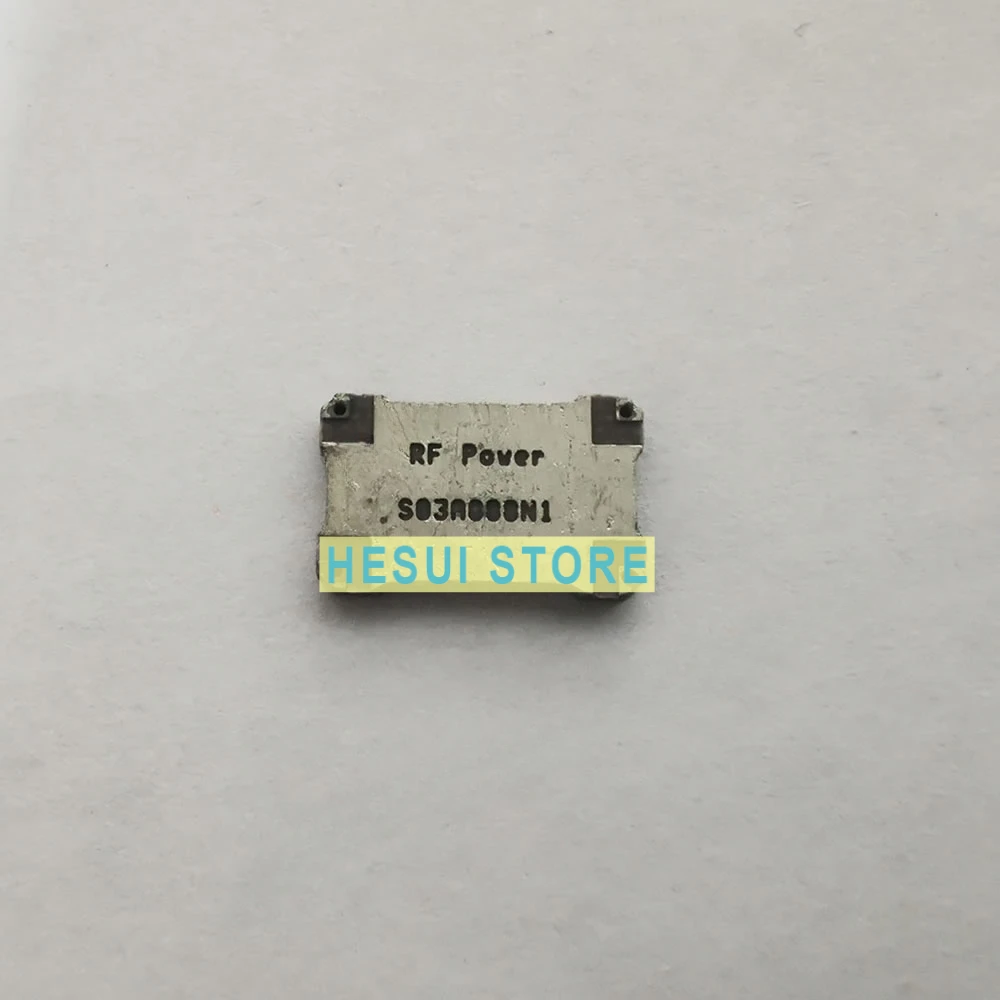 RF Power
S03A888N1
HESUI STORE